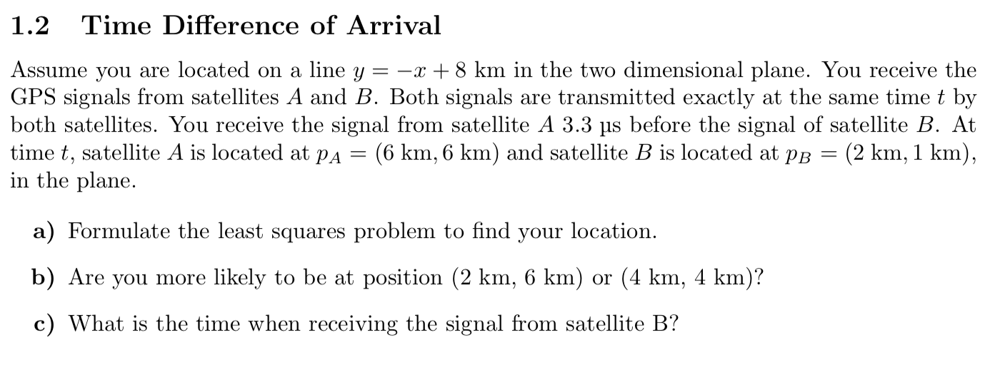 1.2 Time Difference of Arrival
Assume you are located on a line y = −x + 8 km in the two dimensional plane. You receive the
GPS signals from satellites A and B. Both signals are transmitted exactly at the same time t by
both satellites. You receive the signal from satellite A 3.3 µs before the signal of satellite B. At
time t, satellite A is located at p_A = (6 km, 6 km) and satellite B is located at p_B = (2 km, 1 km),
in the plane.
a) Formulate the least squares problem to find your location.
b) Are you more likely to be at position (2 km, 6 km) or (4 km, 4 km)?
c) What is the time when receiving the signal from satellite B?